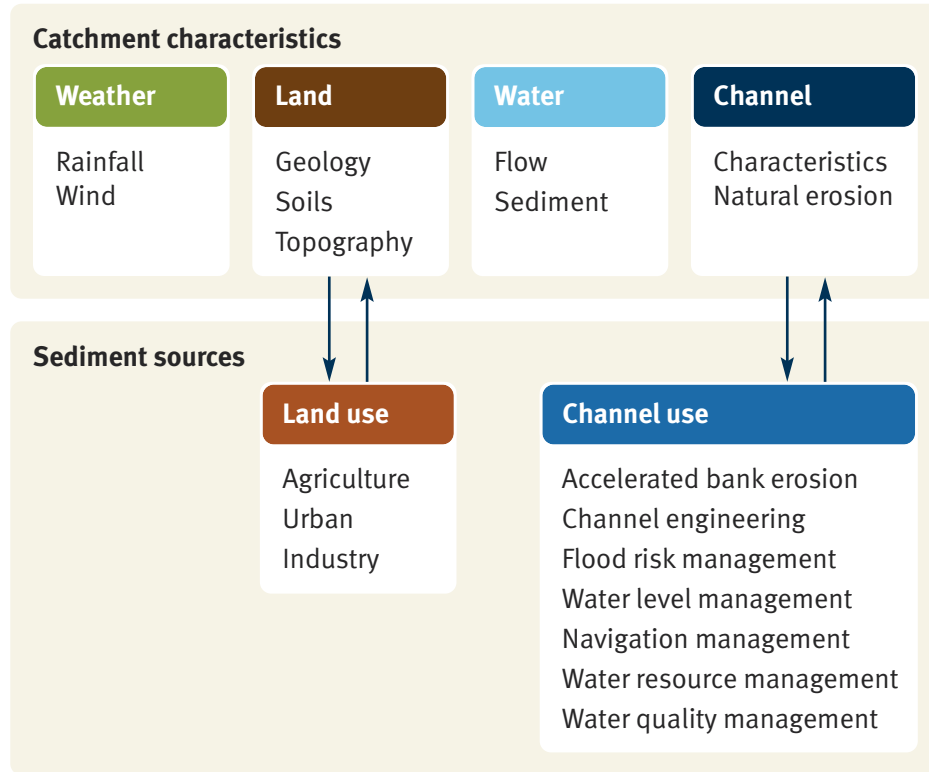 Catchment characteristics
Weather
Rainfall
Wind
Land
Geology
Soils
Topography
Water
Flow
Sediment
Channel
Characteristics
Natural erosion
Sediment sources
Land use
Agriculture
Urban
Industry
Channel use
Accelerated bank erosion
Channel engineering
Flood risk management
Water level management
Navigation management
Water resource management
Water quality management